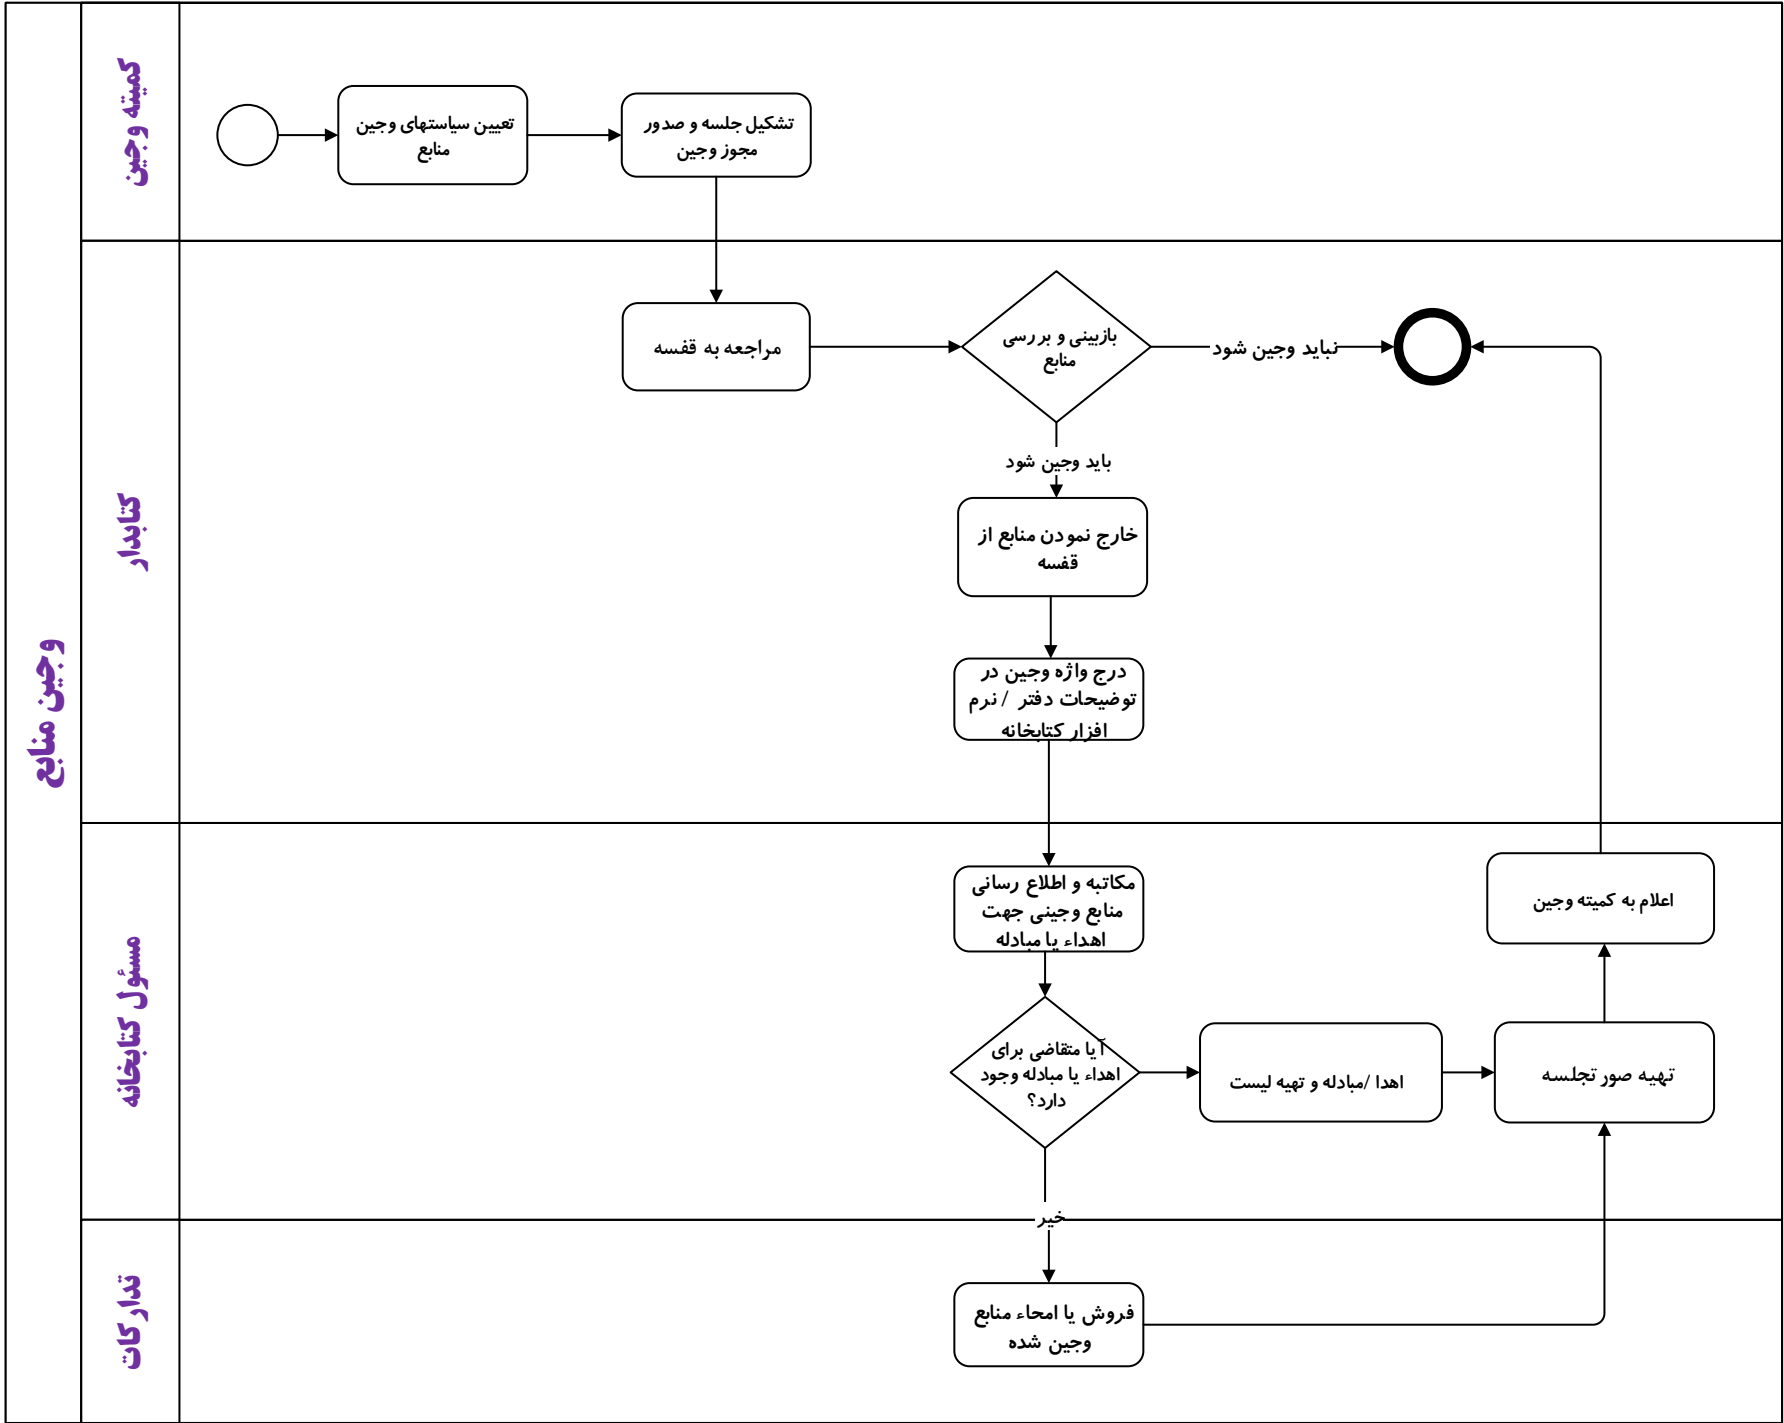 وجین منابع
کمیته وجین
تعیین سیاستهای وجین
منابع
تشکیل جلسه و صدور
مجوز وجین
کتابدار
مراجعه به قفسه
بازبینی و بررسی
منابع
نباید وجین شود
باید وجین شود
خارج نمودن منابع از
قفسه
درج واژه وجین در
توضیحات دفتر / نرم
افزار کتابخانه
مسئول کتابخانه
مکاتبه و اطلاع رسانی
منابع وجینی جهت
اهداء یا مبادله
آیا متقاضی برای
اهداء یا مبادله وجود
دارد؟
اهدا /مبادله و تهیه لیست
تهیه صورتجلسه
اعلام به کمیته وجین
خیر
تدارکات
فروش یا امحاء منابع
وجین شده